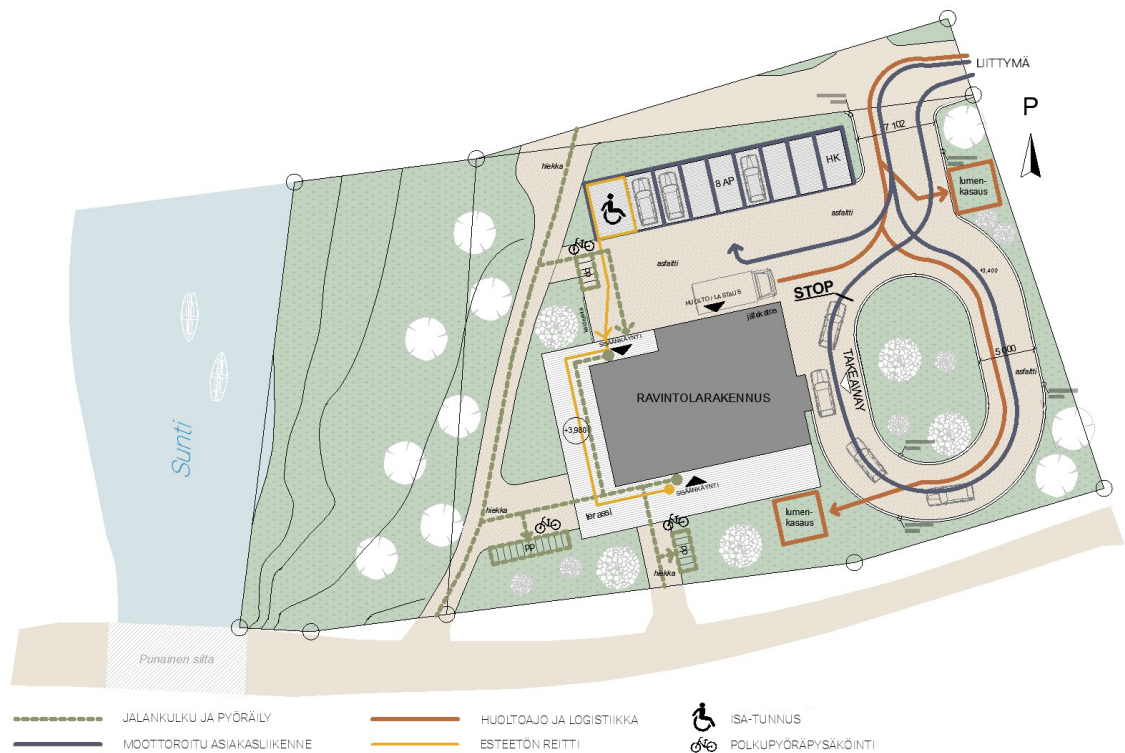 LIITTYMÄ
P
7 102
HK
8 AP
hiekka
lumen-
kasaus
asfaltti
asfaltti
PP
+3,400
HUOLTO / LASTAUS
STOP
jätekatos
SISÄÄNKÄYNTI
5 000
asfaltti
TAKEAWAY
RAVINTOLARAKENNUS
+3,980
Sunti
SISÄÄNKÄYNTI
terassi
hiekka
lumen-
kasaus
PP
PP
hiekka
Punainen silta
JALANKULKU JA PYÖRÄILY
HUOLTOAJO JA LOGISTIIKKA
ISA-TUNNUS
MOOTTOROITU ASIAKASLIIKENNE
ESTEETÖN REITTI
POLKUPYÖRÄPYSÄKÖINTI